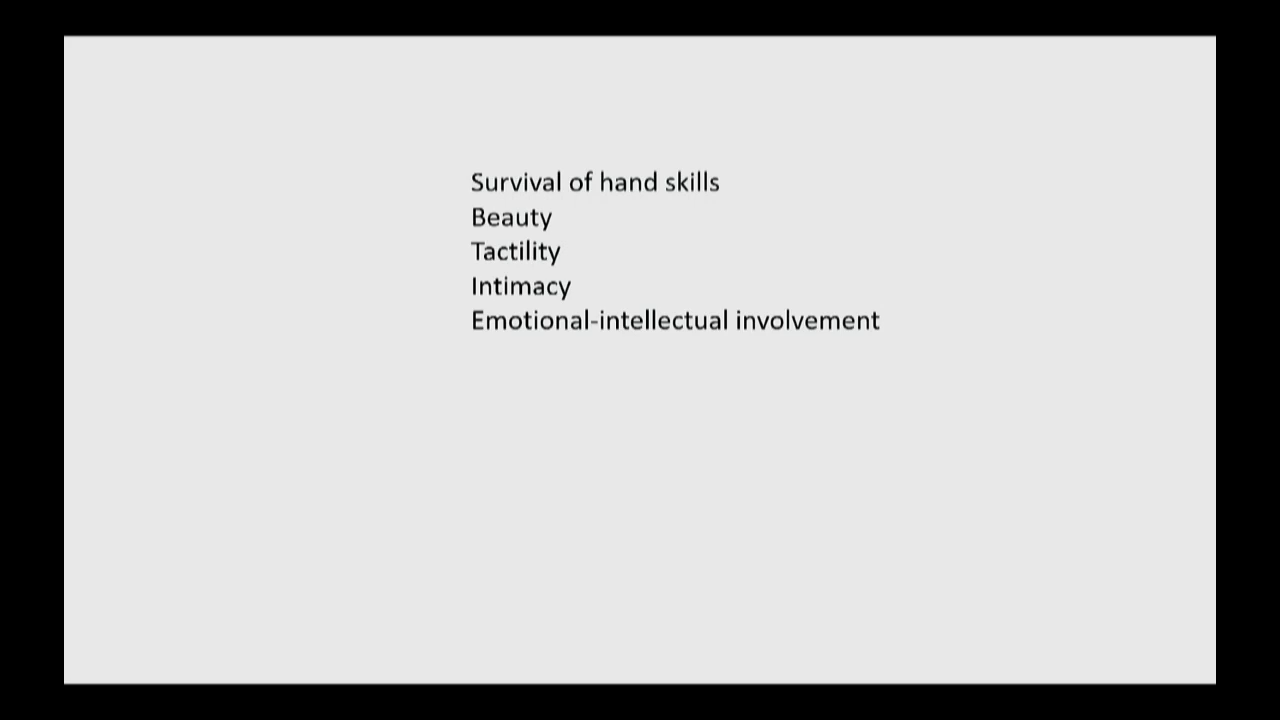 Survival of hand skills
Beauty
Tactility
Intimacy
Emotional-intellectual involvement